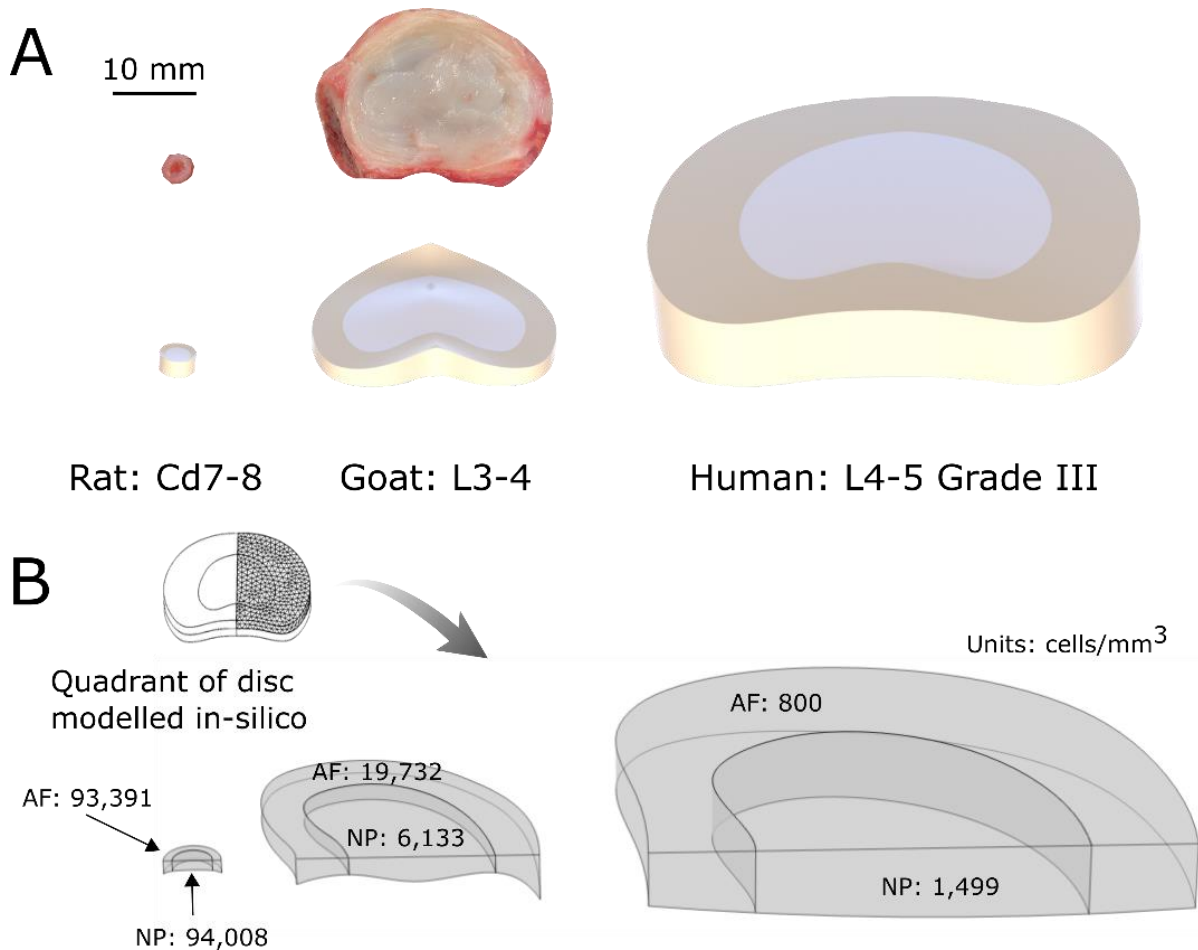 A
10 mm
Rat: Cd7-8
Goat: L3-4
Human: L4-5 Grade III
B
Units: cells/mm³
Quadrant of disc
modelled in-silico
AF: 800
AF: 19,732
AF: 93,391
NP: 6,133
NP: 1,499
NP: 94,008